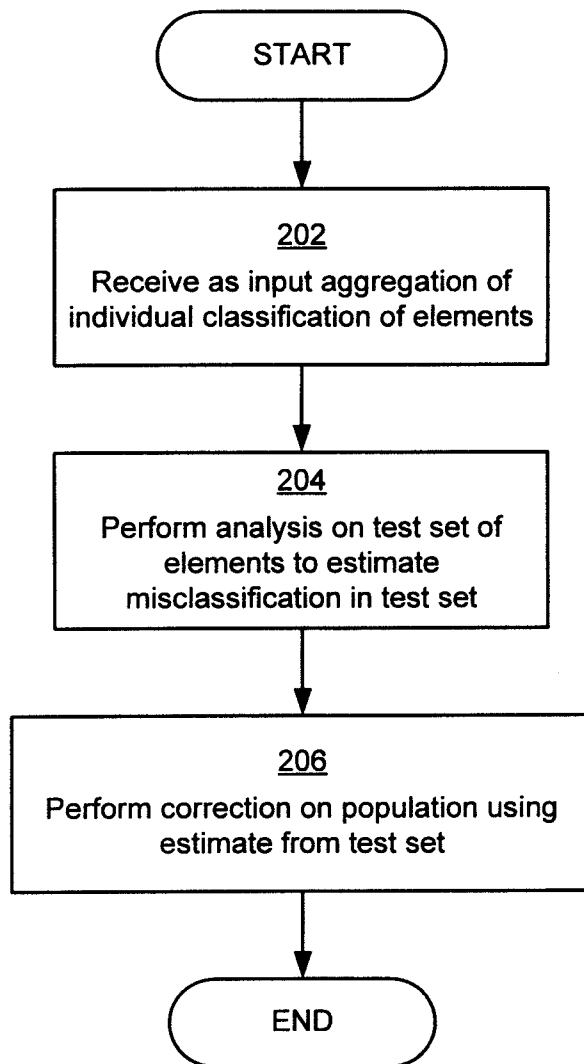 START
202
Receive as input aggregation of
individual classification of elements
204
Perform analysis on test set of
elements to estimate
misclassification in test set
206
Perform correction on population using
estimate from test set
END